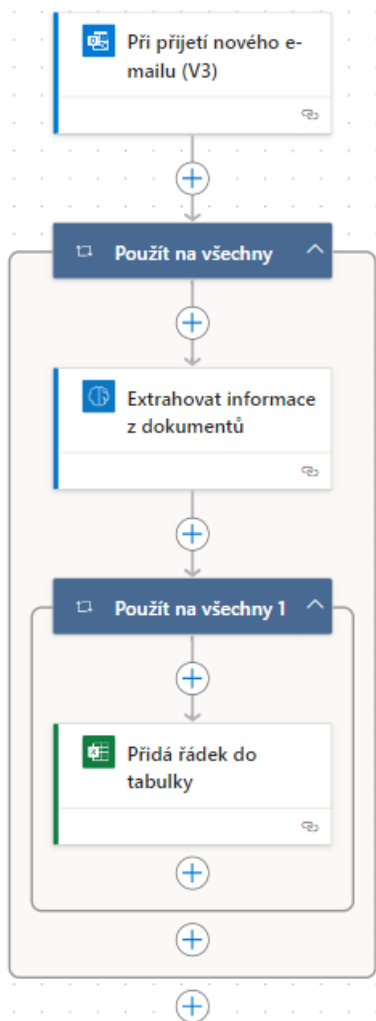 Při přijetí nového e-
mailu (V3)
Použít na všechny
Extrahovat informace
z dokumentů
Použít na všechny 1
Přidá řádek do
tabulky